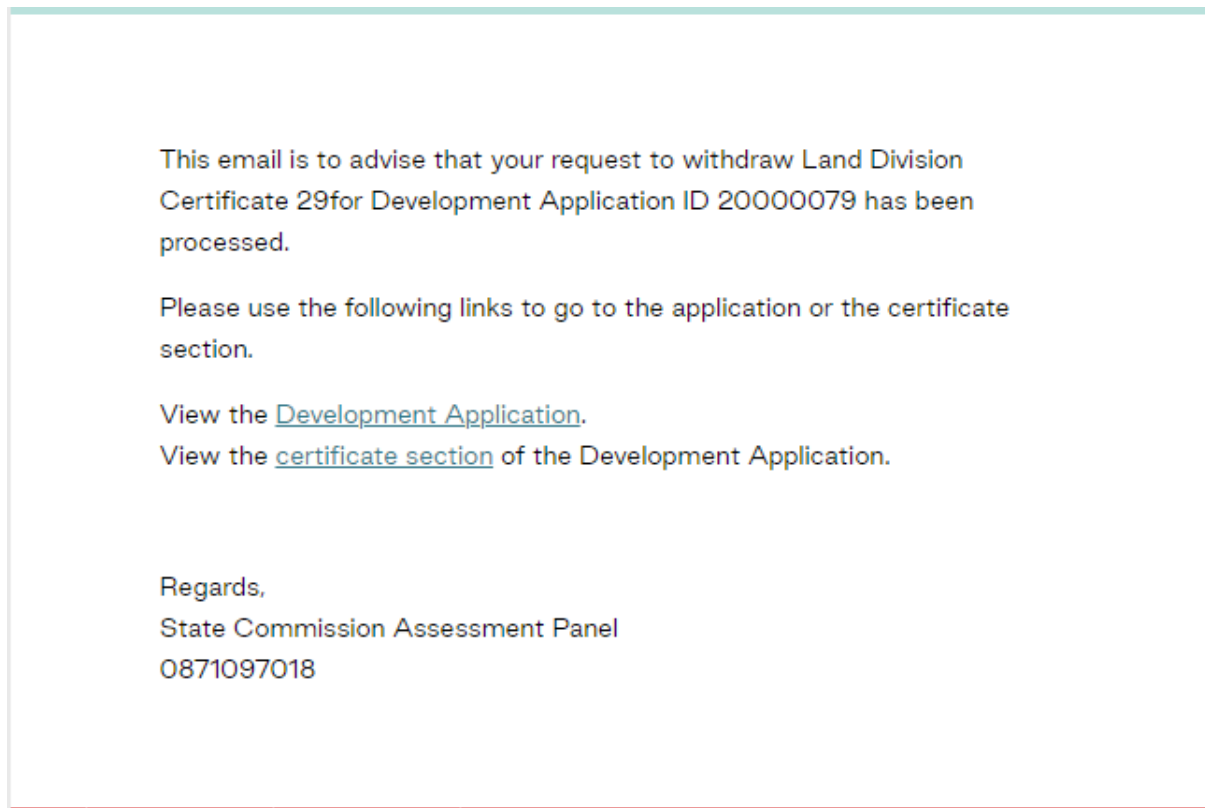 This email is to advise that your request to withdraw Land Division
Certificate 29for Development Application ID 20000079 has been
processed.
Please use the following links to go to the application or the certificate
section.
View the Development Application.
View the certificate section of the Development Application.
Regards,
State Commission Assessment Panel
0871097018